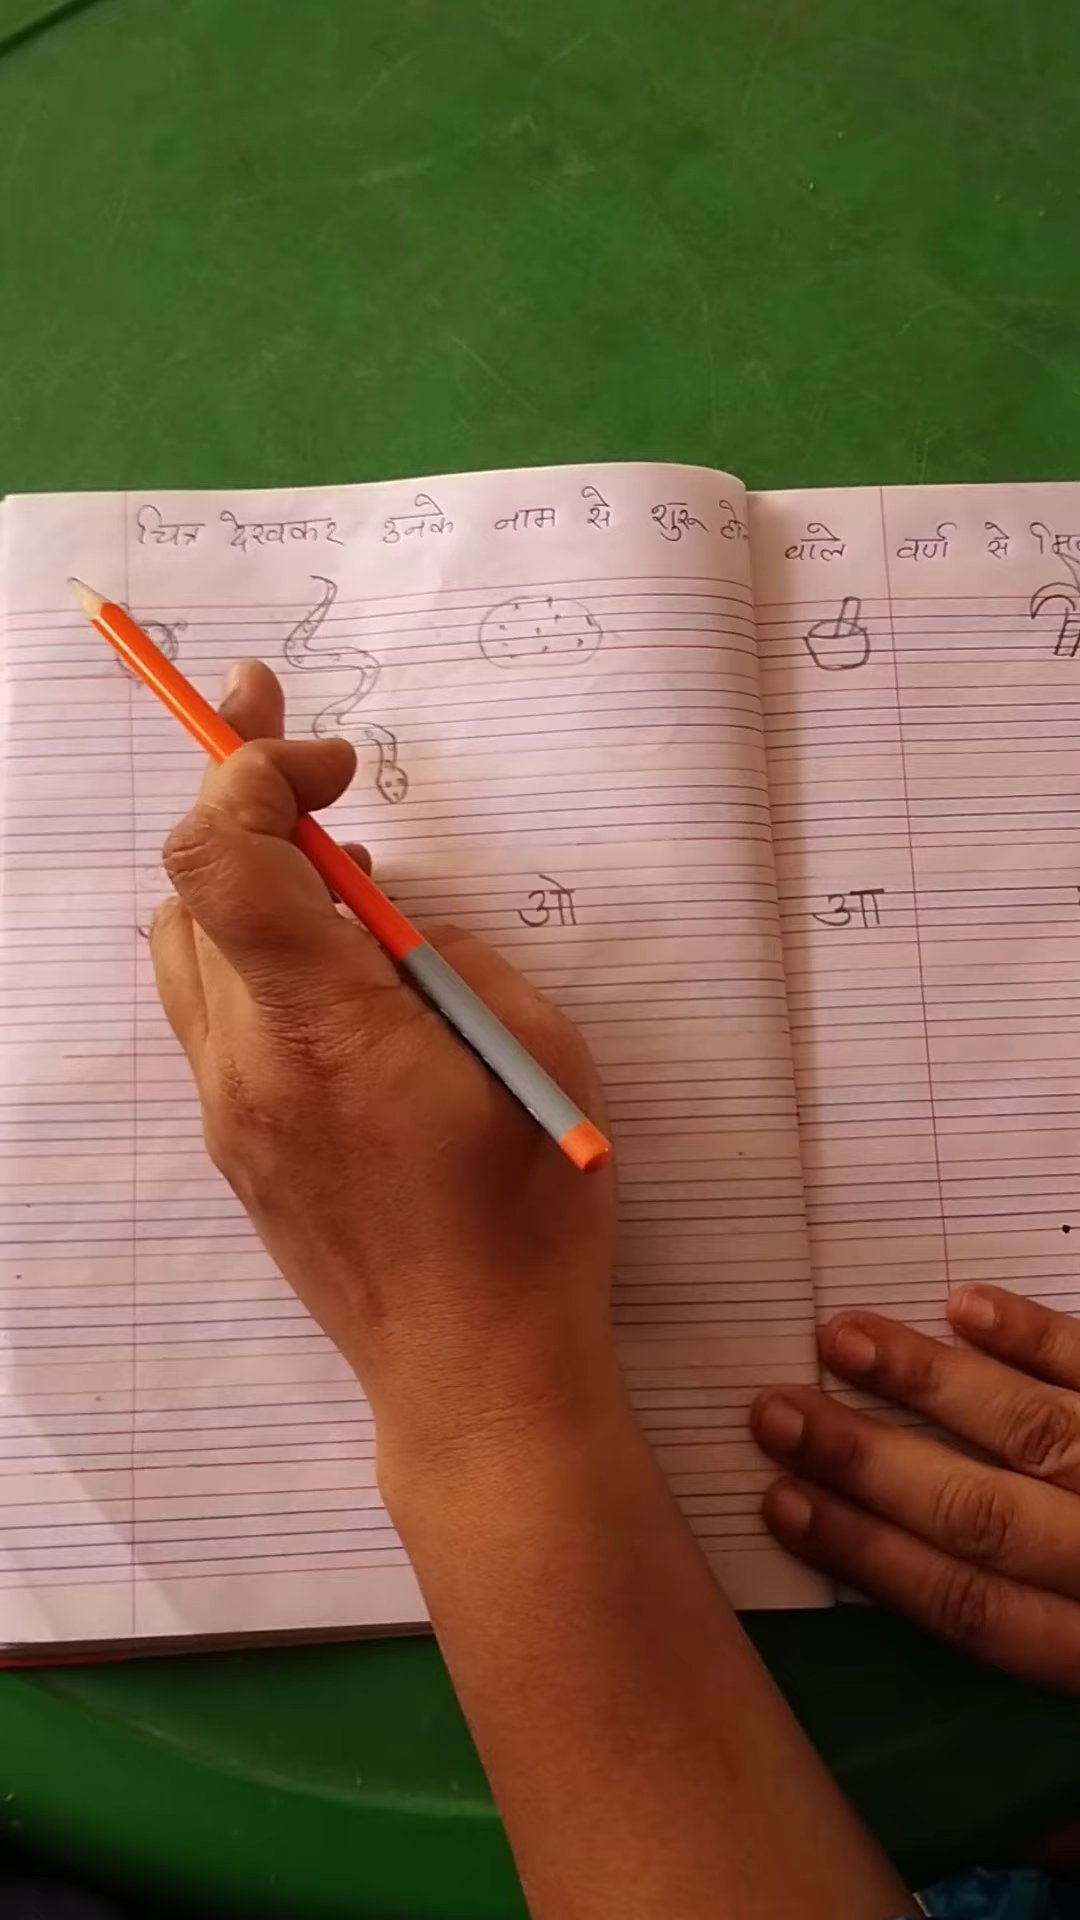 चित्र देखकर उनके नाम से शुरू वाले वर्ण से
ओ आ